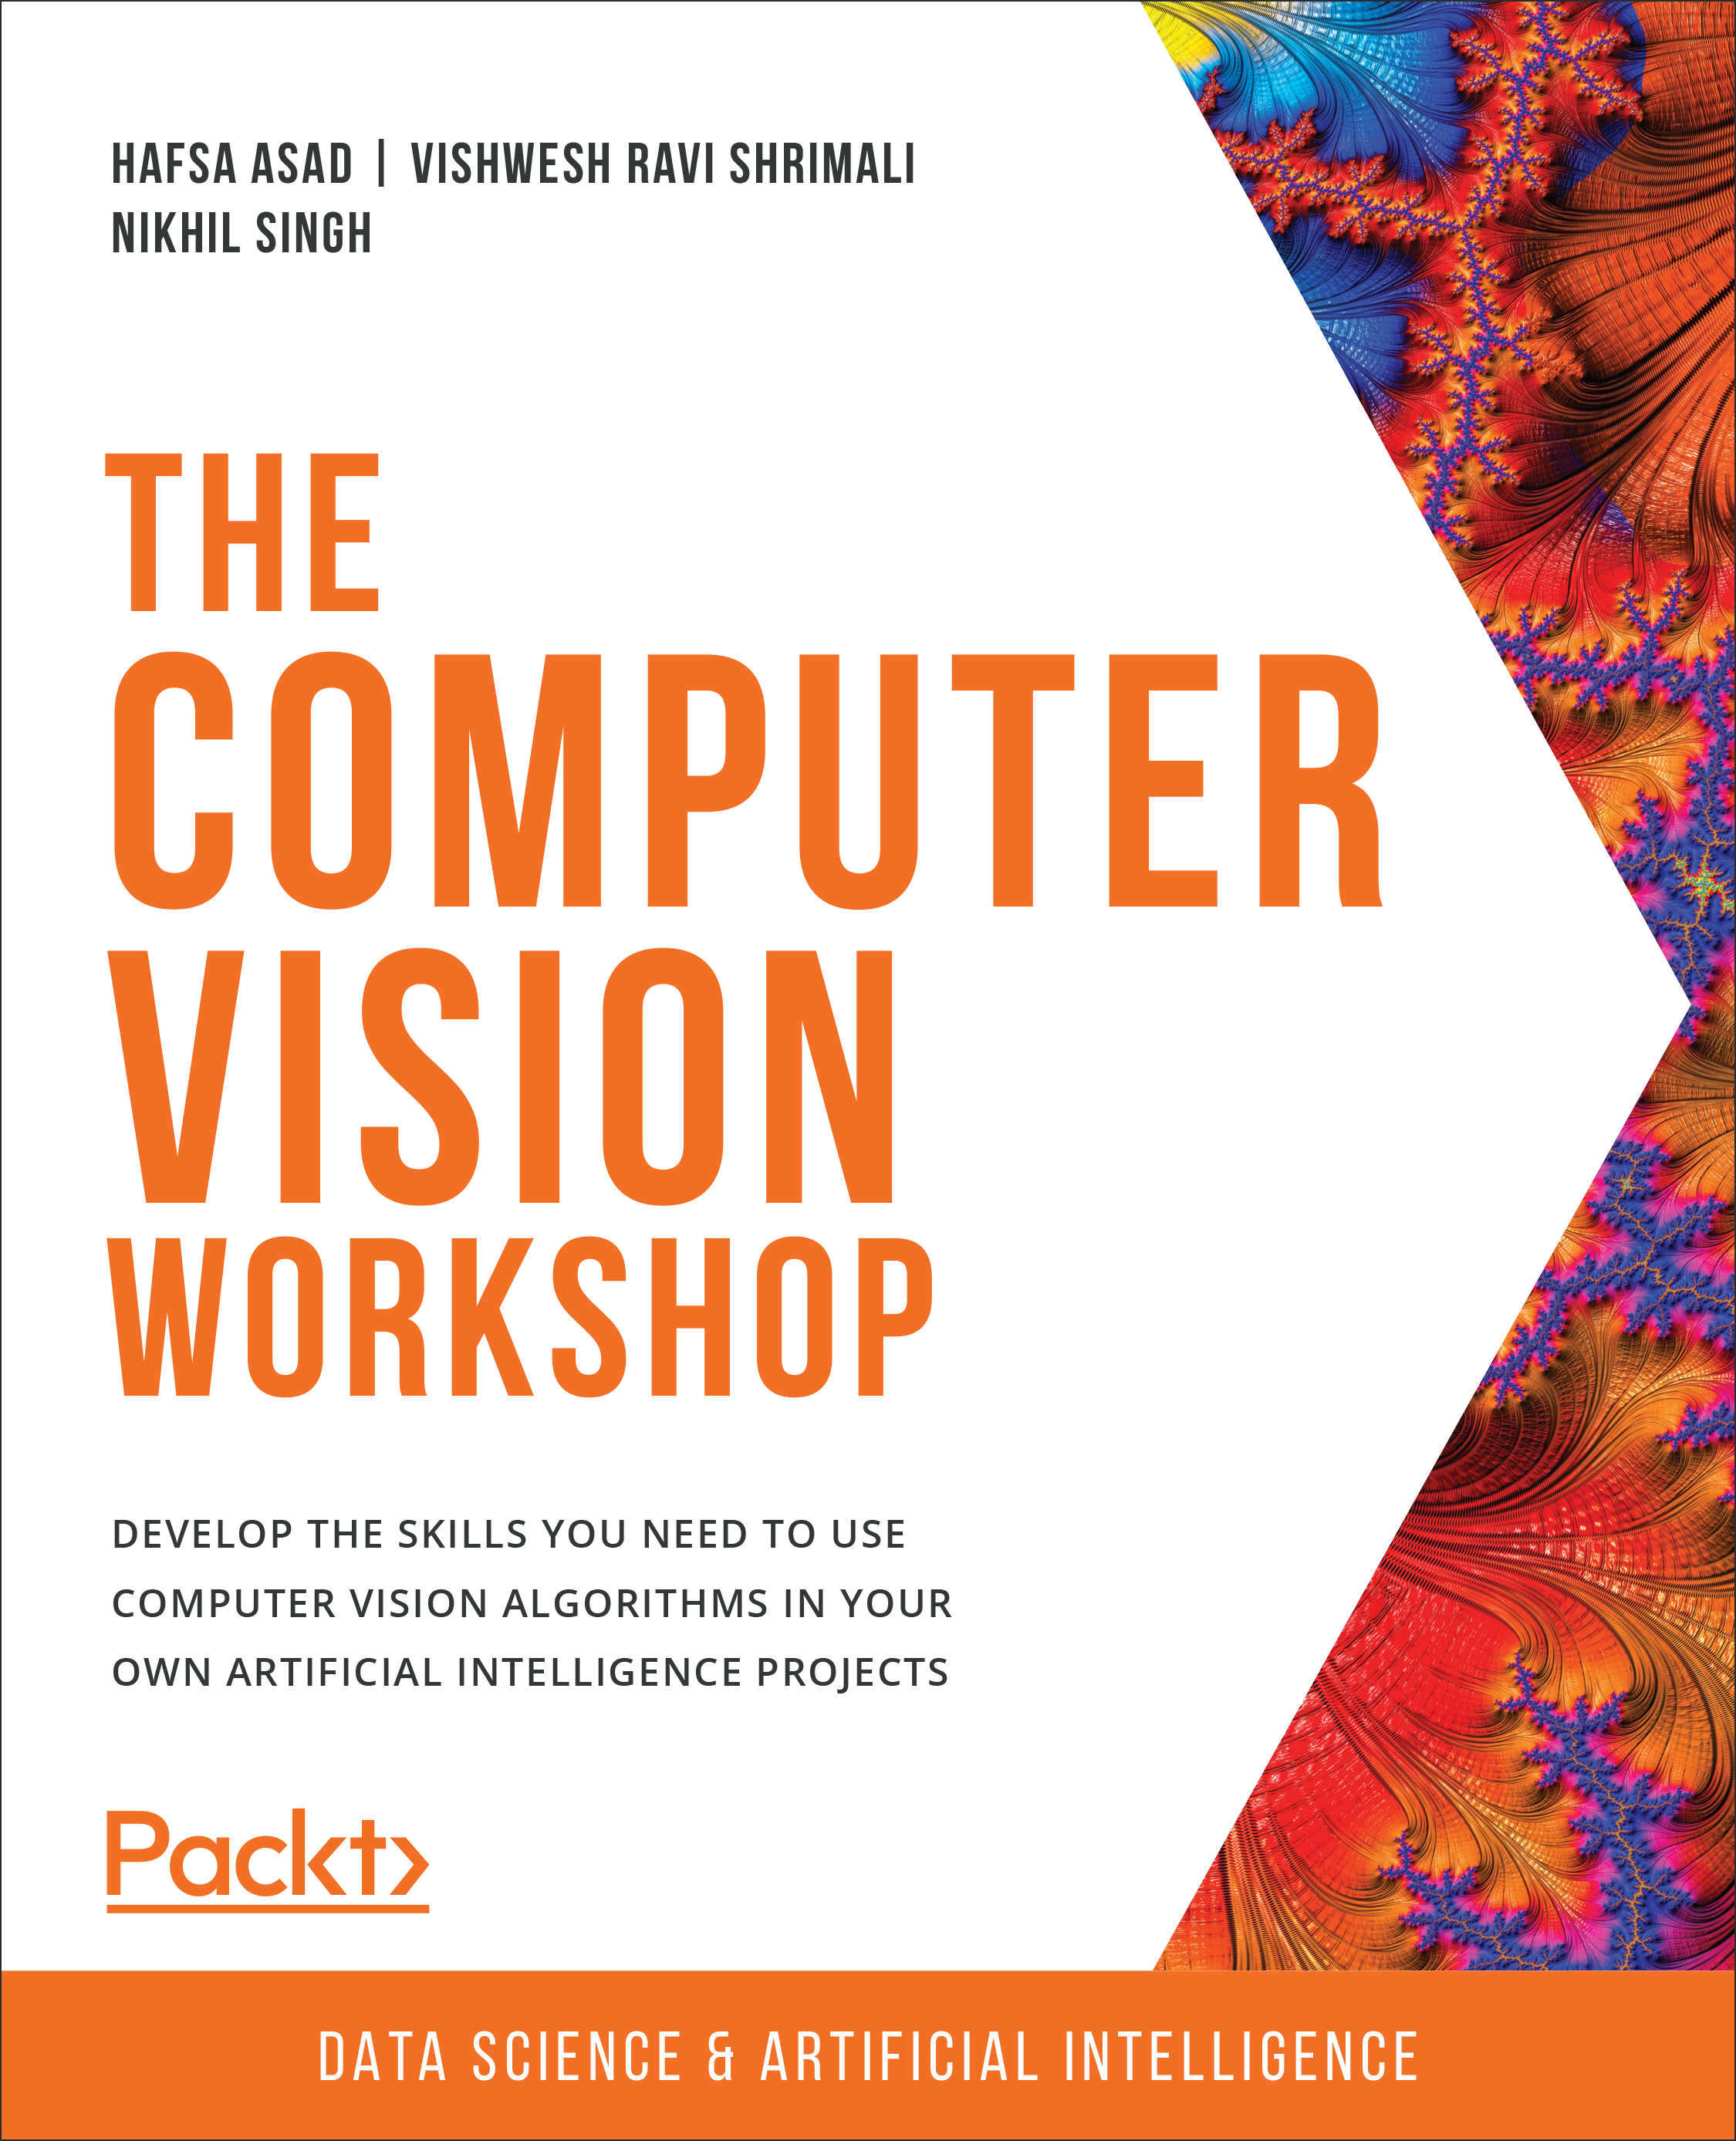 HAFSA ASAD | VISHWESH RAVI SHRIMALI
NIKHIL SINGH
THE
COMPUTER
VISION
WORKSHOP
DEVELOP THE SKILLS YOU NEED TO USE
COMPUTER VISION ALGORITHMS IN YOUR
OWN ARTIFICIAL INTELLIGENCE PROJECTS
Packt>
DATA SCIENCE & ARTIFICIAL INTELLIGENCE